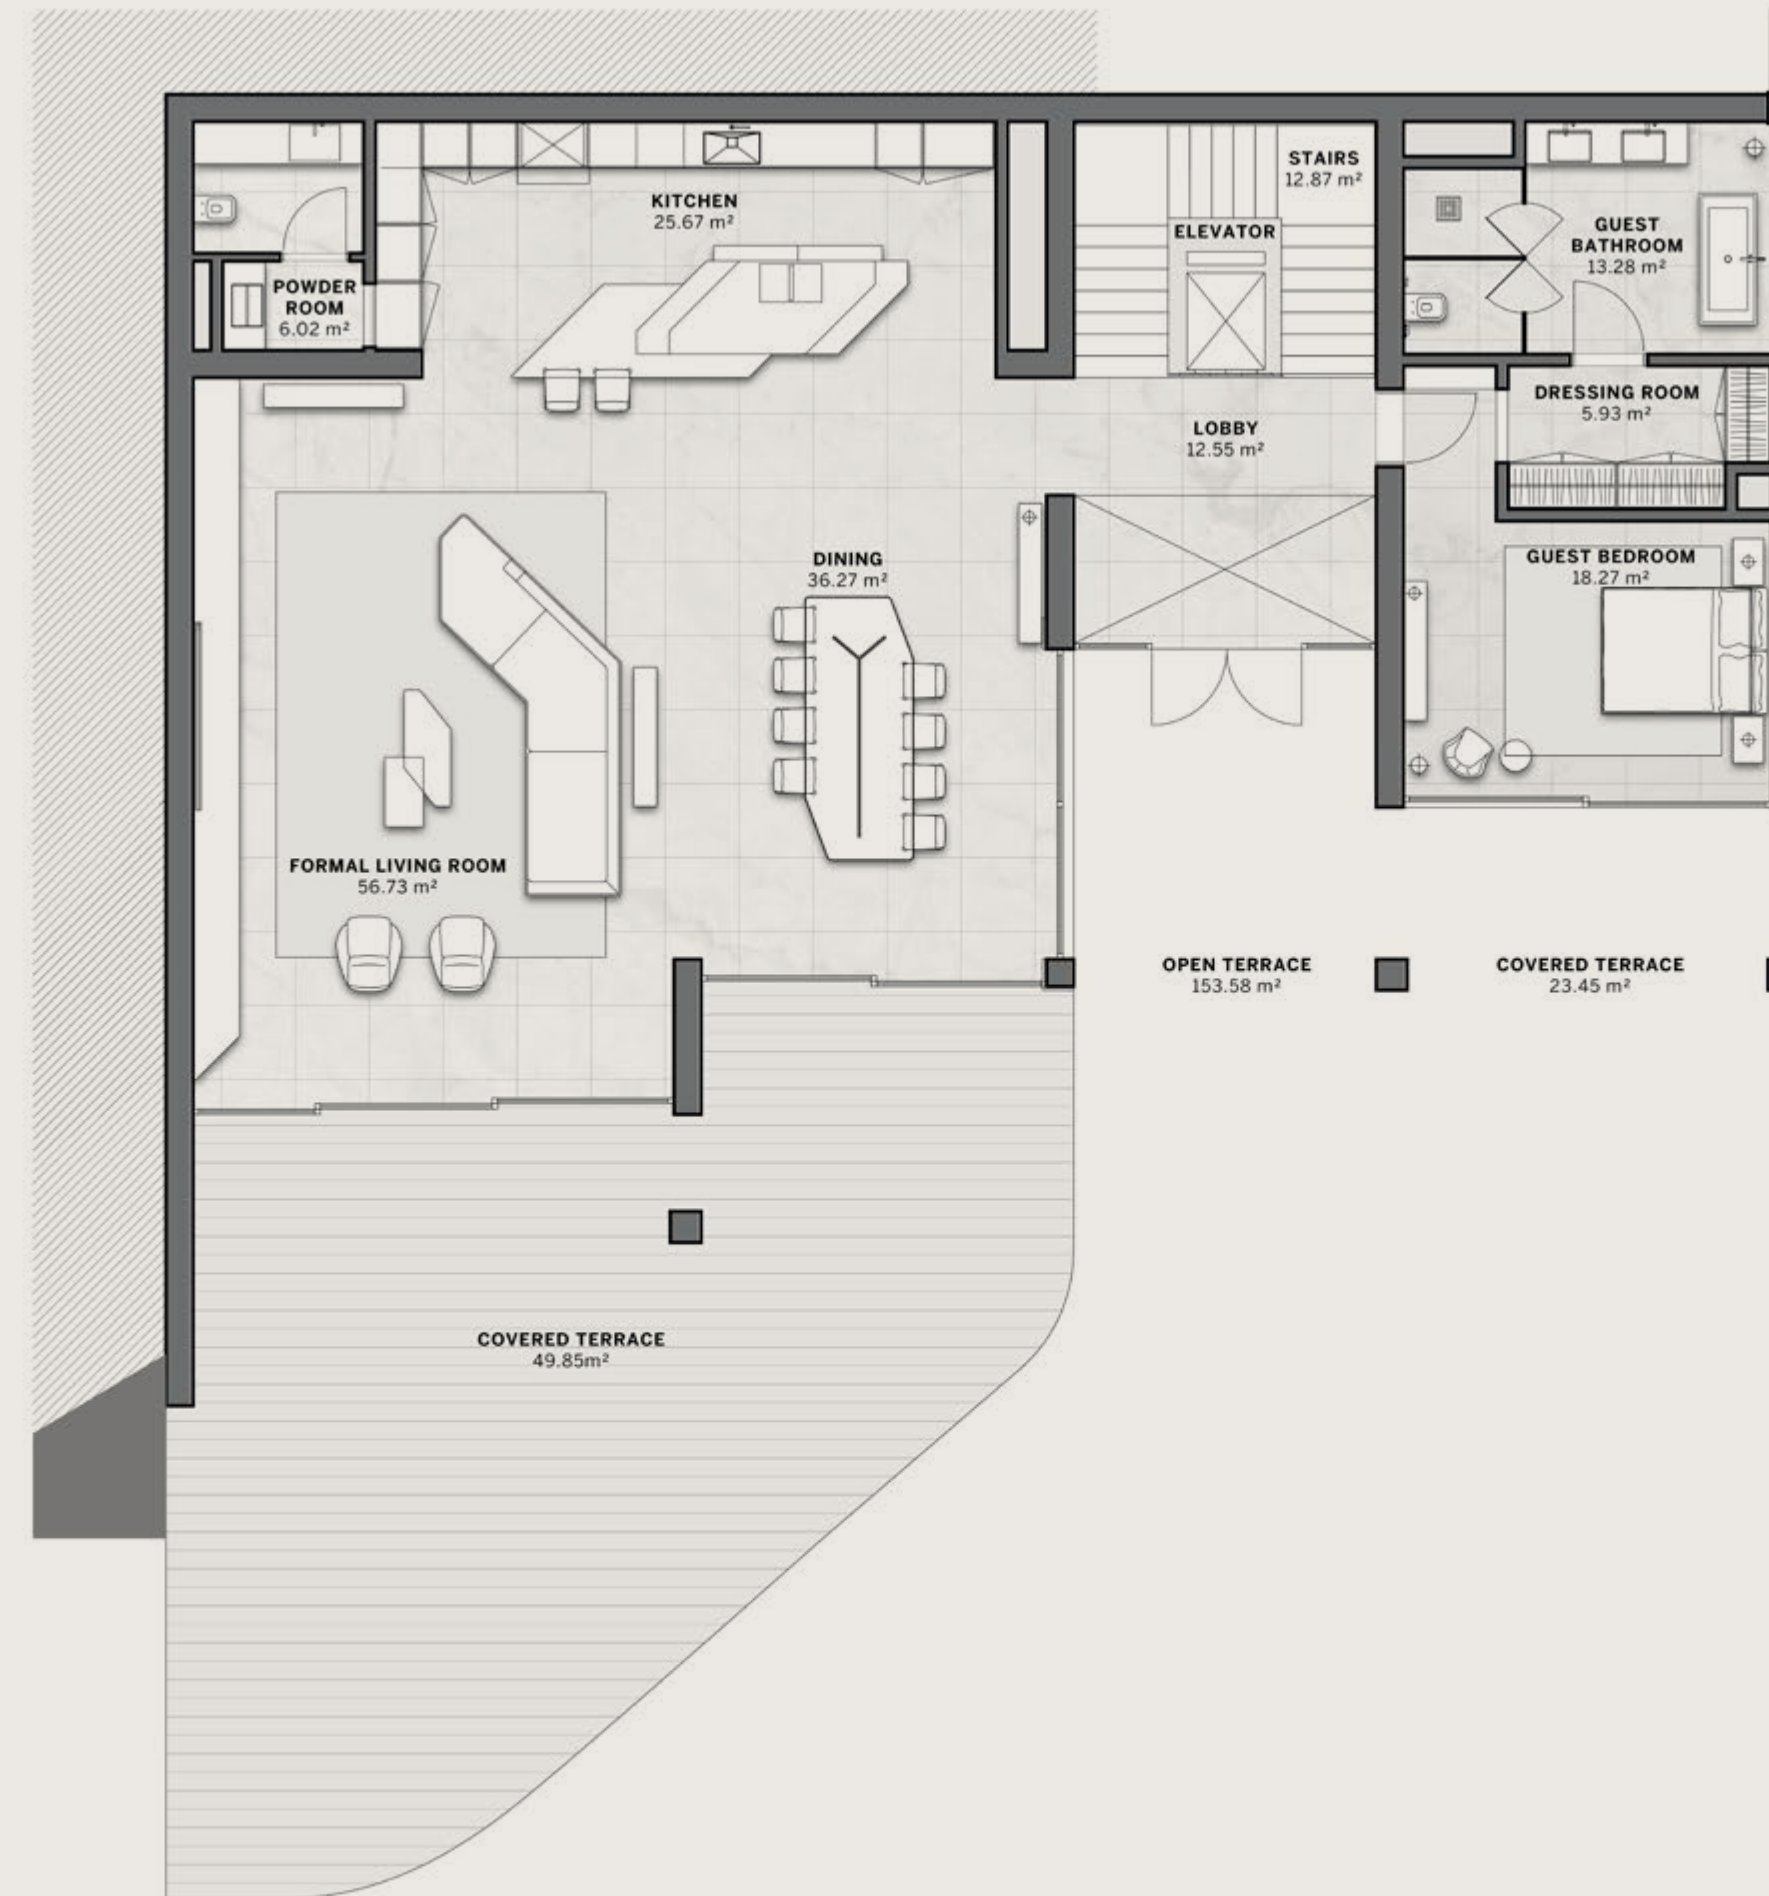 STAIRS
12.87 m²
KITCHEN
25.67 m²
ELEVATOR
GUEST
BATHROOM
13.28 m²
POWDER
ROOM
6.02 m²
DRESSING ROOM
5.93 m²
LOBBY
12.55 m²
DINING
36.27 m²
GUEST BEDROOM
18.27 m²
FORMAL LIVING ROOM
56.73 m²
OPEN TERRACE
153.58 m²
COVERED TERRACE
23.45 m²
COVERED TERRACE
49.85m²